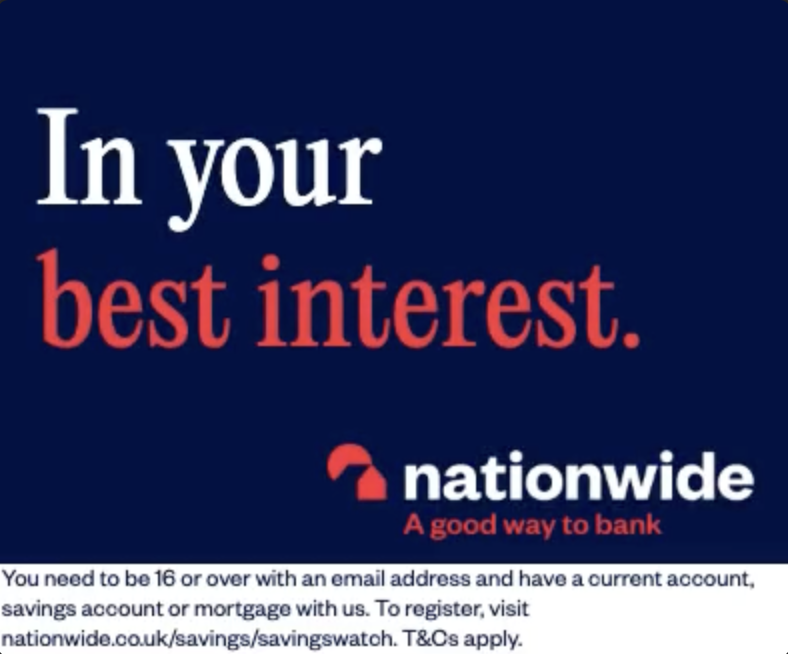 In your
best interest.
nationwide
A good way to bank
You need to be 16 or over with an email address and have a current account,
savings account or mortgage with us. To register, visit
nationwide.co.uk/savings/savingswatch. T&Cs apply.